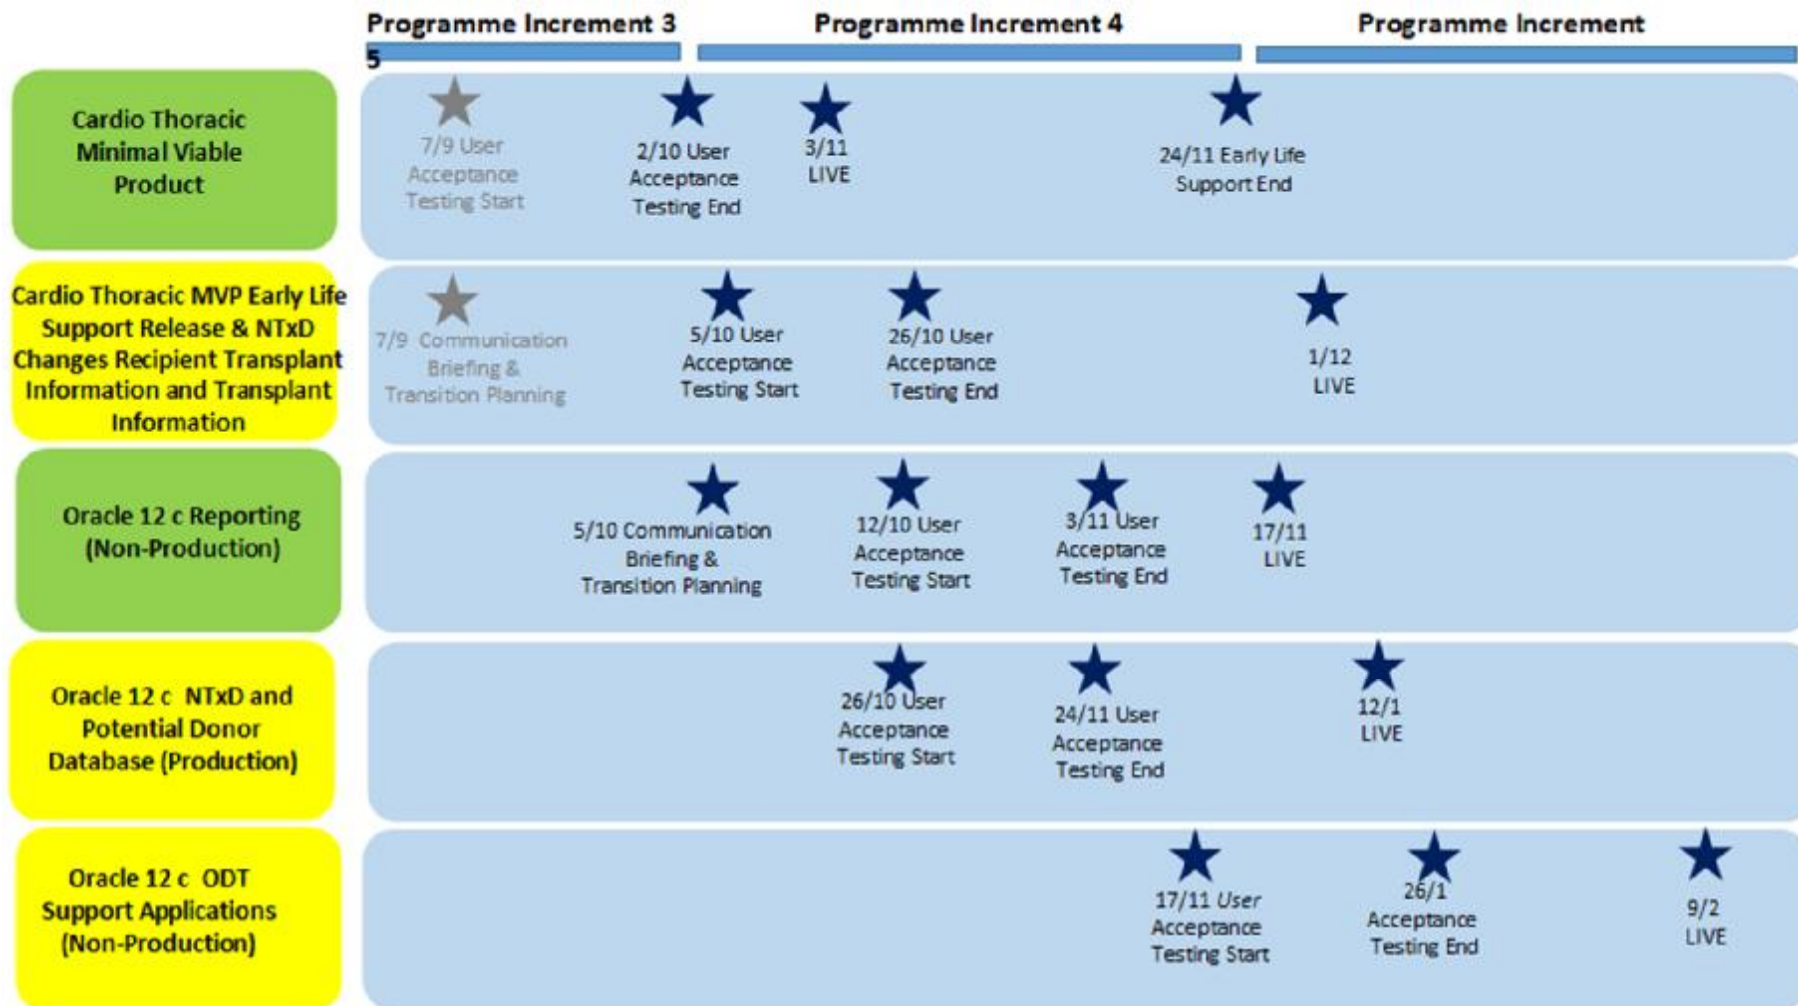 Programme Increment 3
Programme Increment 4
Programme Increment
5
Cardio Thoracic
Minimal Viable
Product
7/9 User
Acceptance
Testing Start
2/10 User
Acceptance
Testing End
3/11
LIVE
24/11 Early Life
Support End
Cardio Thoracic MVP Early Life
Support Release & NTxD
Changes Recipient Transplant
Information and Transplant
Information
7/9 Communication
Briefing &
Transition Planning
5/10 User
Acceptance
Testing Start
26/10 User
Acceptance
Testing End
1/12
LIVE
Oracle 12 c Reporting
(Non-Production)
5/10 Communication
Briefing &
Transition Planning
12/10 User
Acceptance
Testing Start
3/11 User
Acceptance
Testing End
17/11
LIVE
Oracle 12 c NTxD and
Potential Donor
Database (Production)
26/10 User
Acceptance
Testing Start
24/11 User
Acceptance
Testing End
12/1
LIVE
Oracle 12 c ODT
Support Applications
(Non-Production)
17/11 User
Acceptance
Testing Start
26/1
Acceptance
Testing End
9/2
LIVE